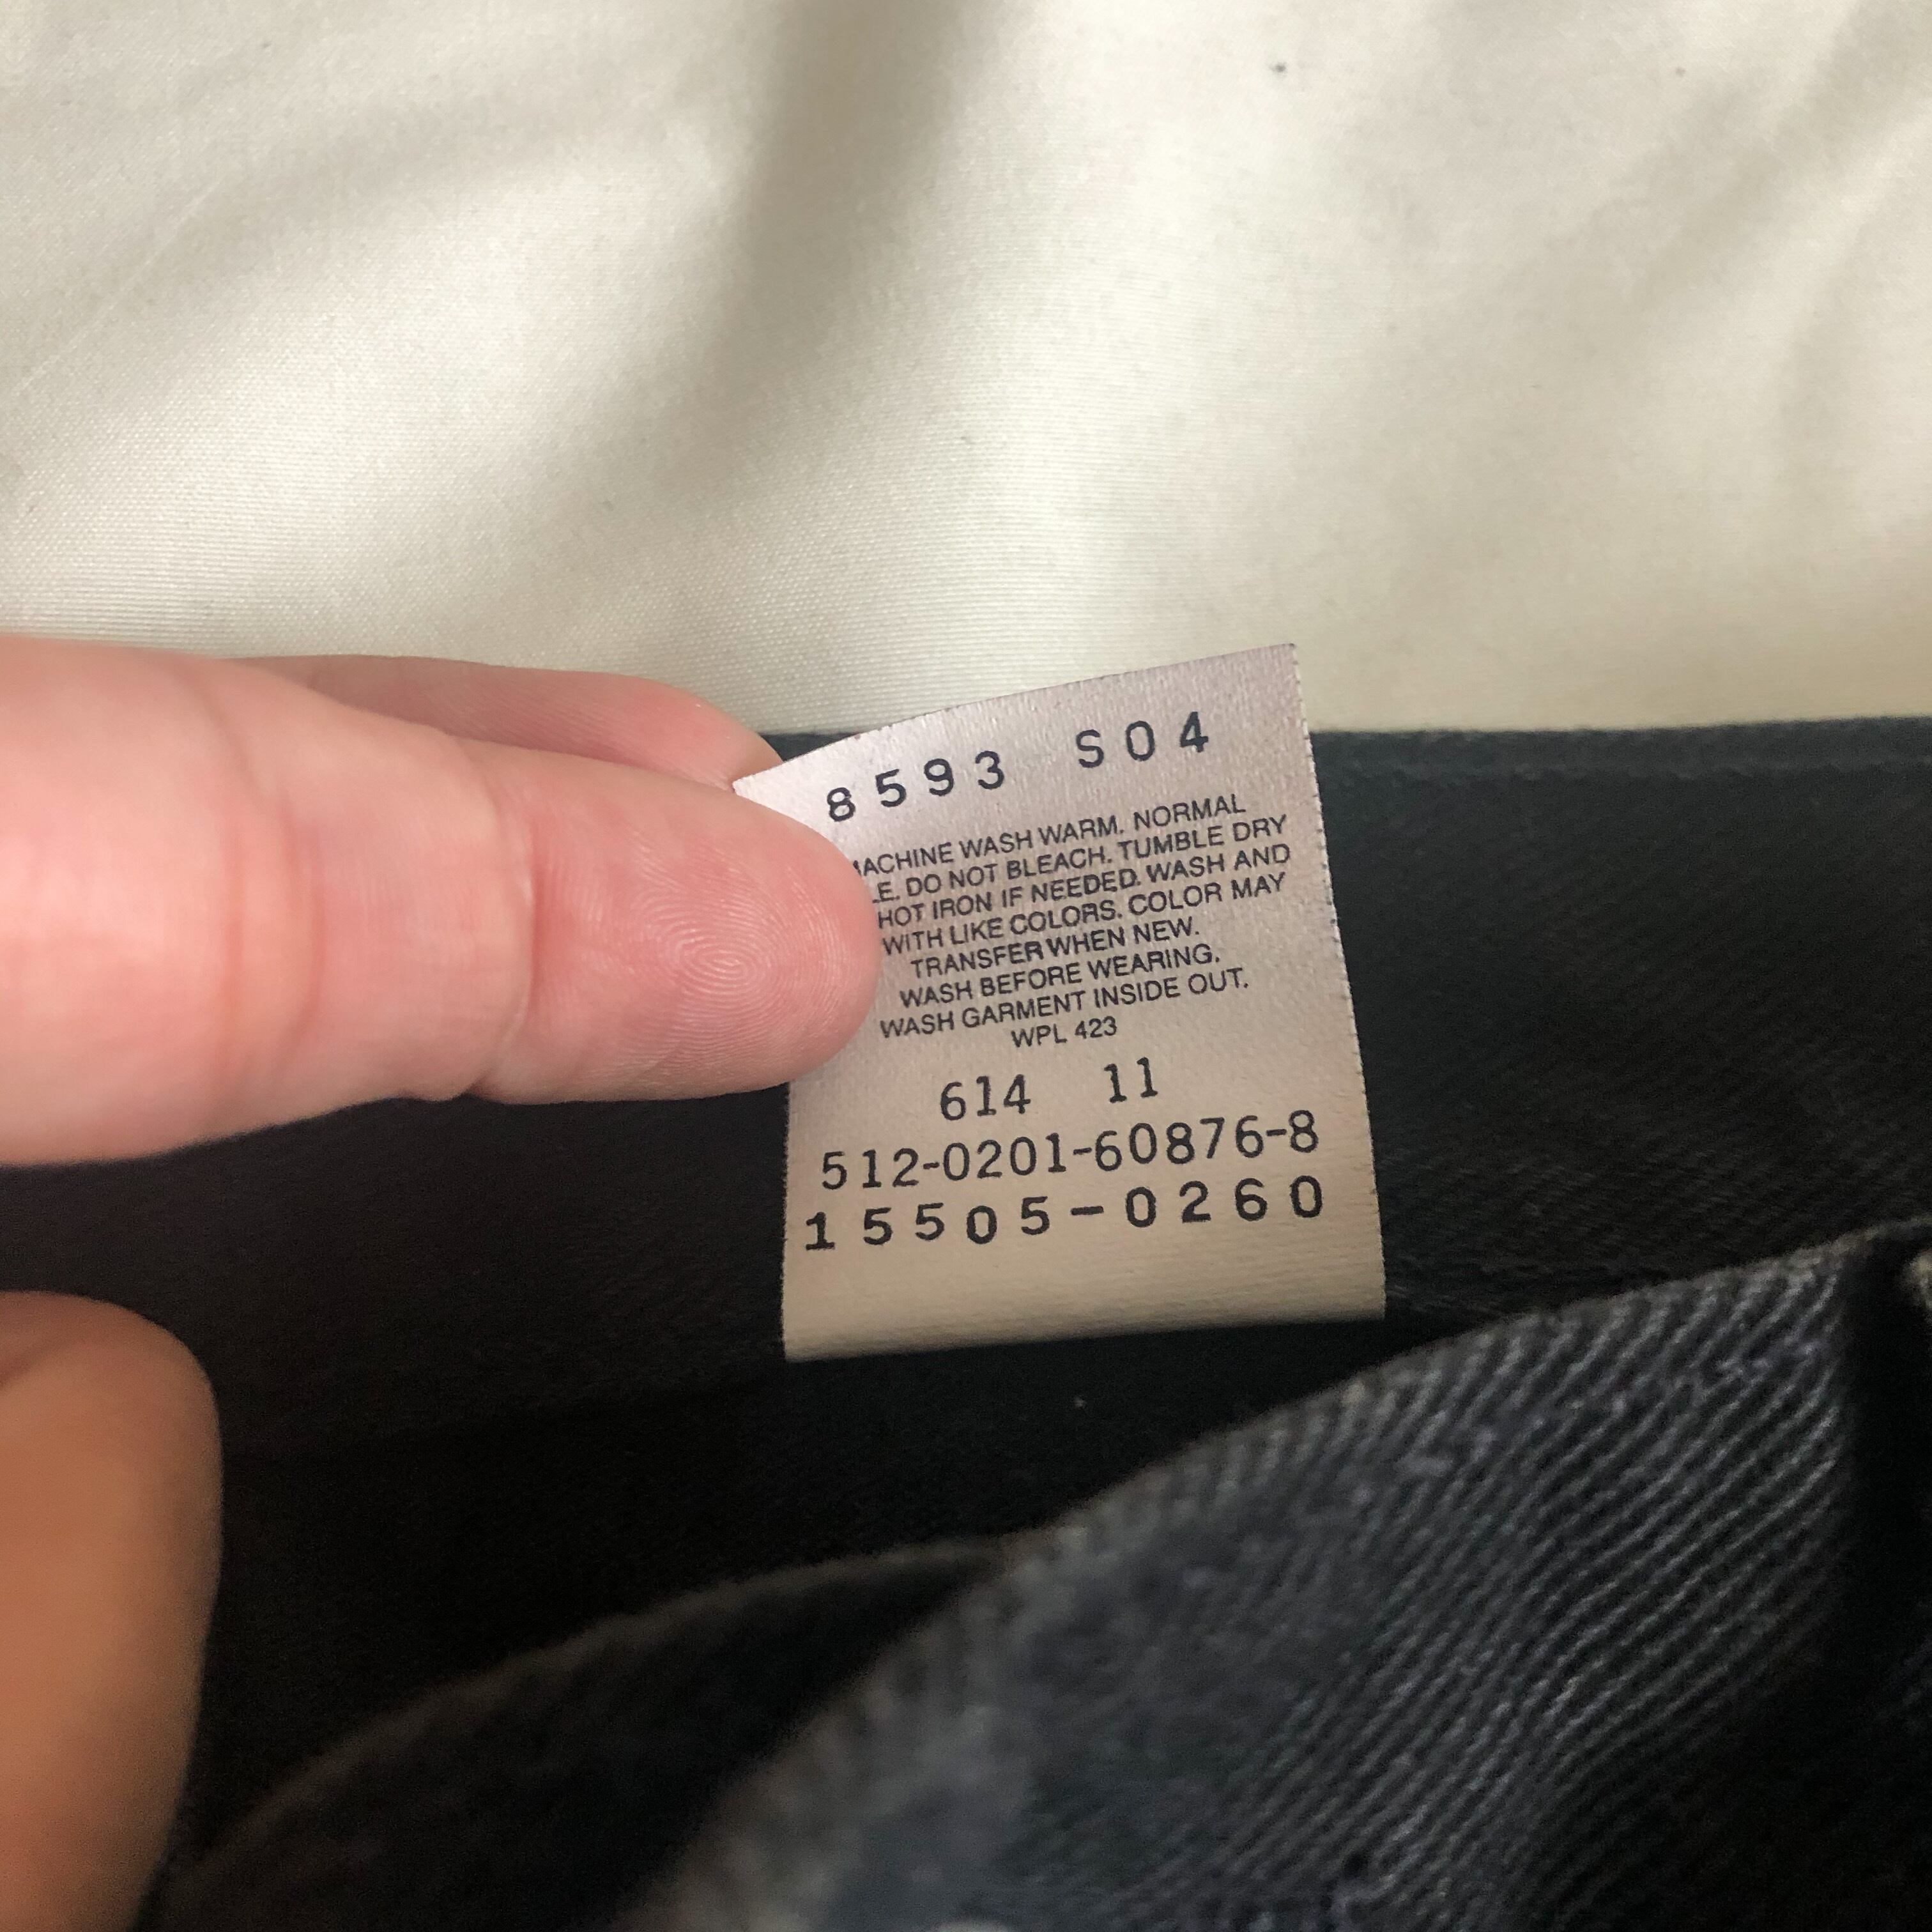 8593 S04
MACHINE WASH WARM. NORMAL
LE. DO NOT BLEACH. TUMBLE DRY
HOT IRON IF NEEDED. WASH AND
WITH LIKE COLORS. COLOR MAY
TRANSFER WHEN NEW.
WASH BEFORE WEARING.
WASH GARMENT INSIDE OUT.
WPL 423
614 11
512-0201-60876-8
15505-0260